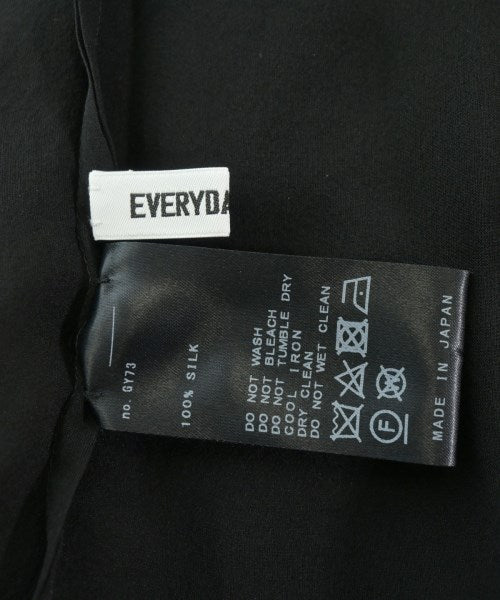 EVERYDA
no. GY73
100% SILK
DO NOT WASH
DO NOT BLEACH
DO NOT TUMBLE DRY
COOL IRON
DRY CLEAN
DO NOT WET CLEAN
F
W
MADE IN JAPAN